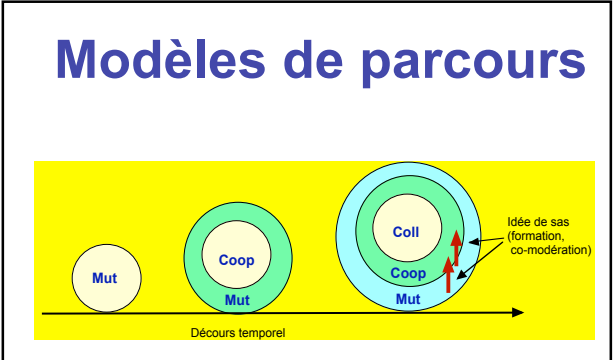 Modèles de parcours
Mut
Coop
Mut
Coll
Coop
Mut
Idée de sas
(formation,
co-modération)
Décours temporel